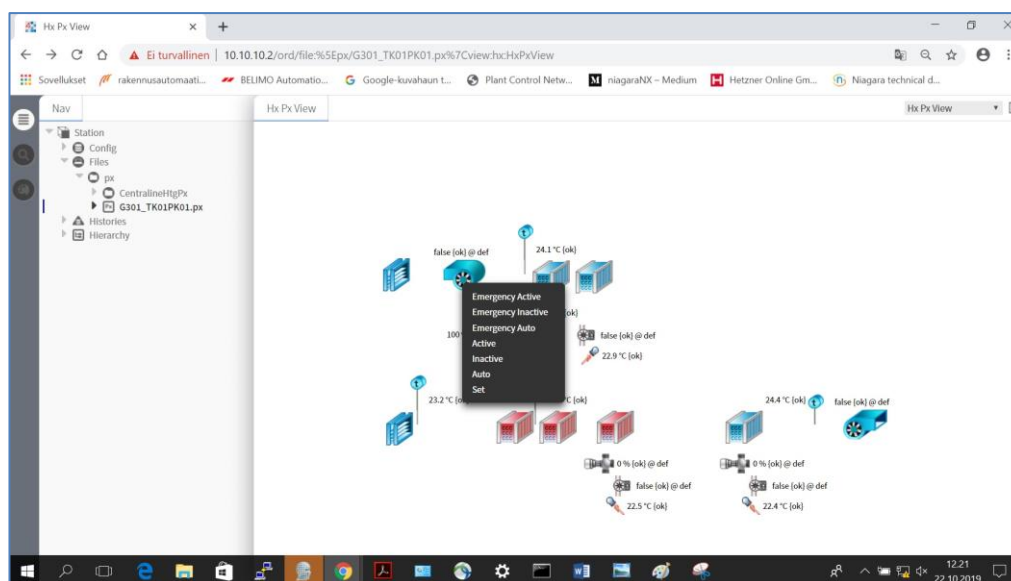 Hx Px View
Ei turvallinen | 10.10.10.2/ord/file:%5Epx/G301_TK01PK01.px%7Cview:hx:HxPxView
Sovellukset rakennusautomaati... BELIMO Automatio... Google-kuvahaun t... Plant Control Netw... niagaraNX – Medium Hetzner Online Gm... Niagara technical d...
Nav
Hx Px View
Hx Px View
Station
Config
Files
px
CentralineHtgPx
G301_TK01PK01.px
Histories
Hierarchy
false {ok} @ def
24.1 °C {ok}
Emergency Active
Emergency Inactive
Emergency Auto
Active
Inactive
Auto
Set
ok}
100
false {ok} @ def
22.9 °C {ok}
23.2 °C {o
C {ok}
24.4 °C {ok}
false {ok} @ def
0 % {ok} @ def
0 % {ok} @ def
false {ok} @ def
false {ok} @ def
22.5 °C {ok}
22.4 °C {ok}
12.21
22.10.2019